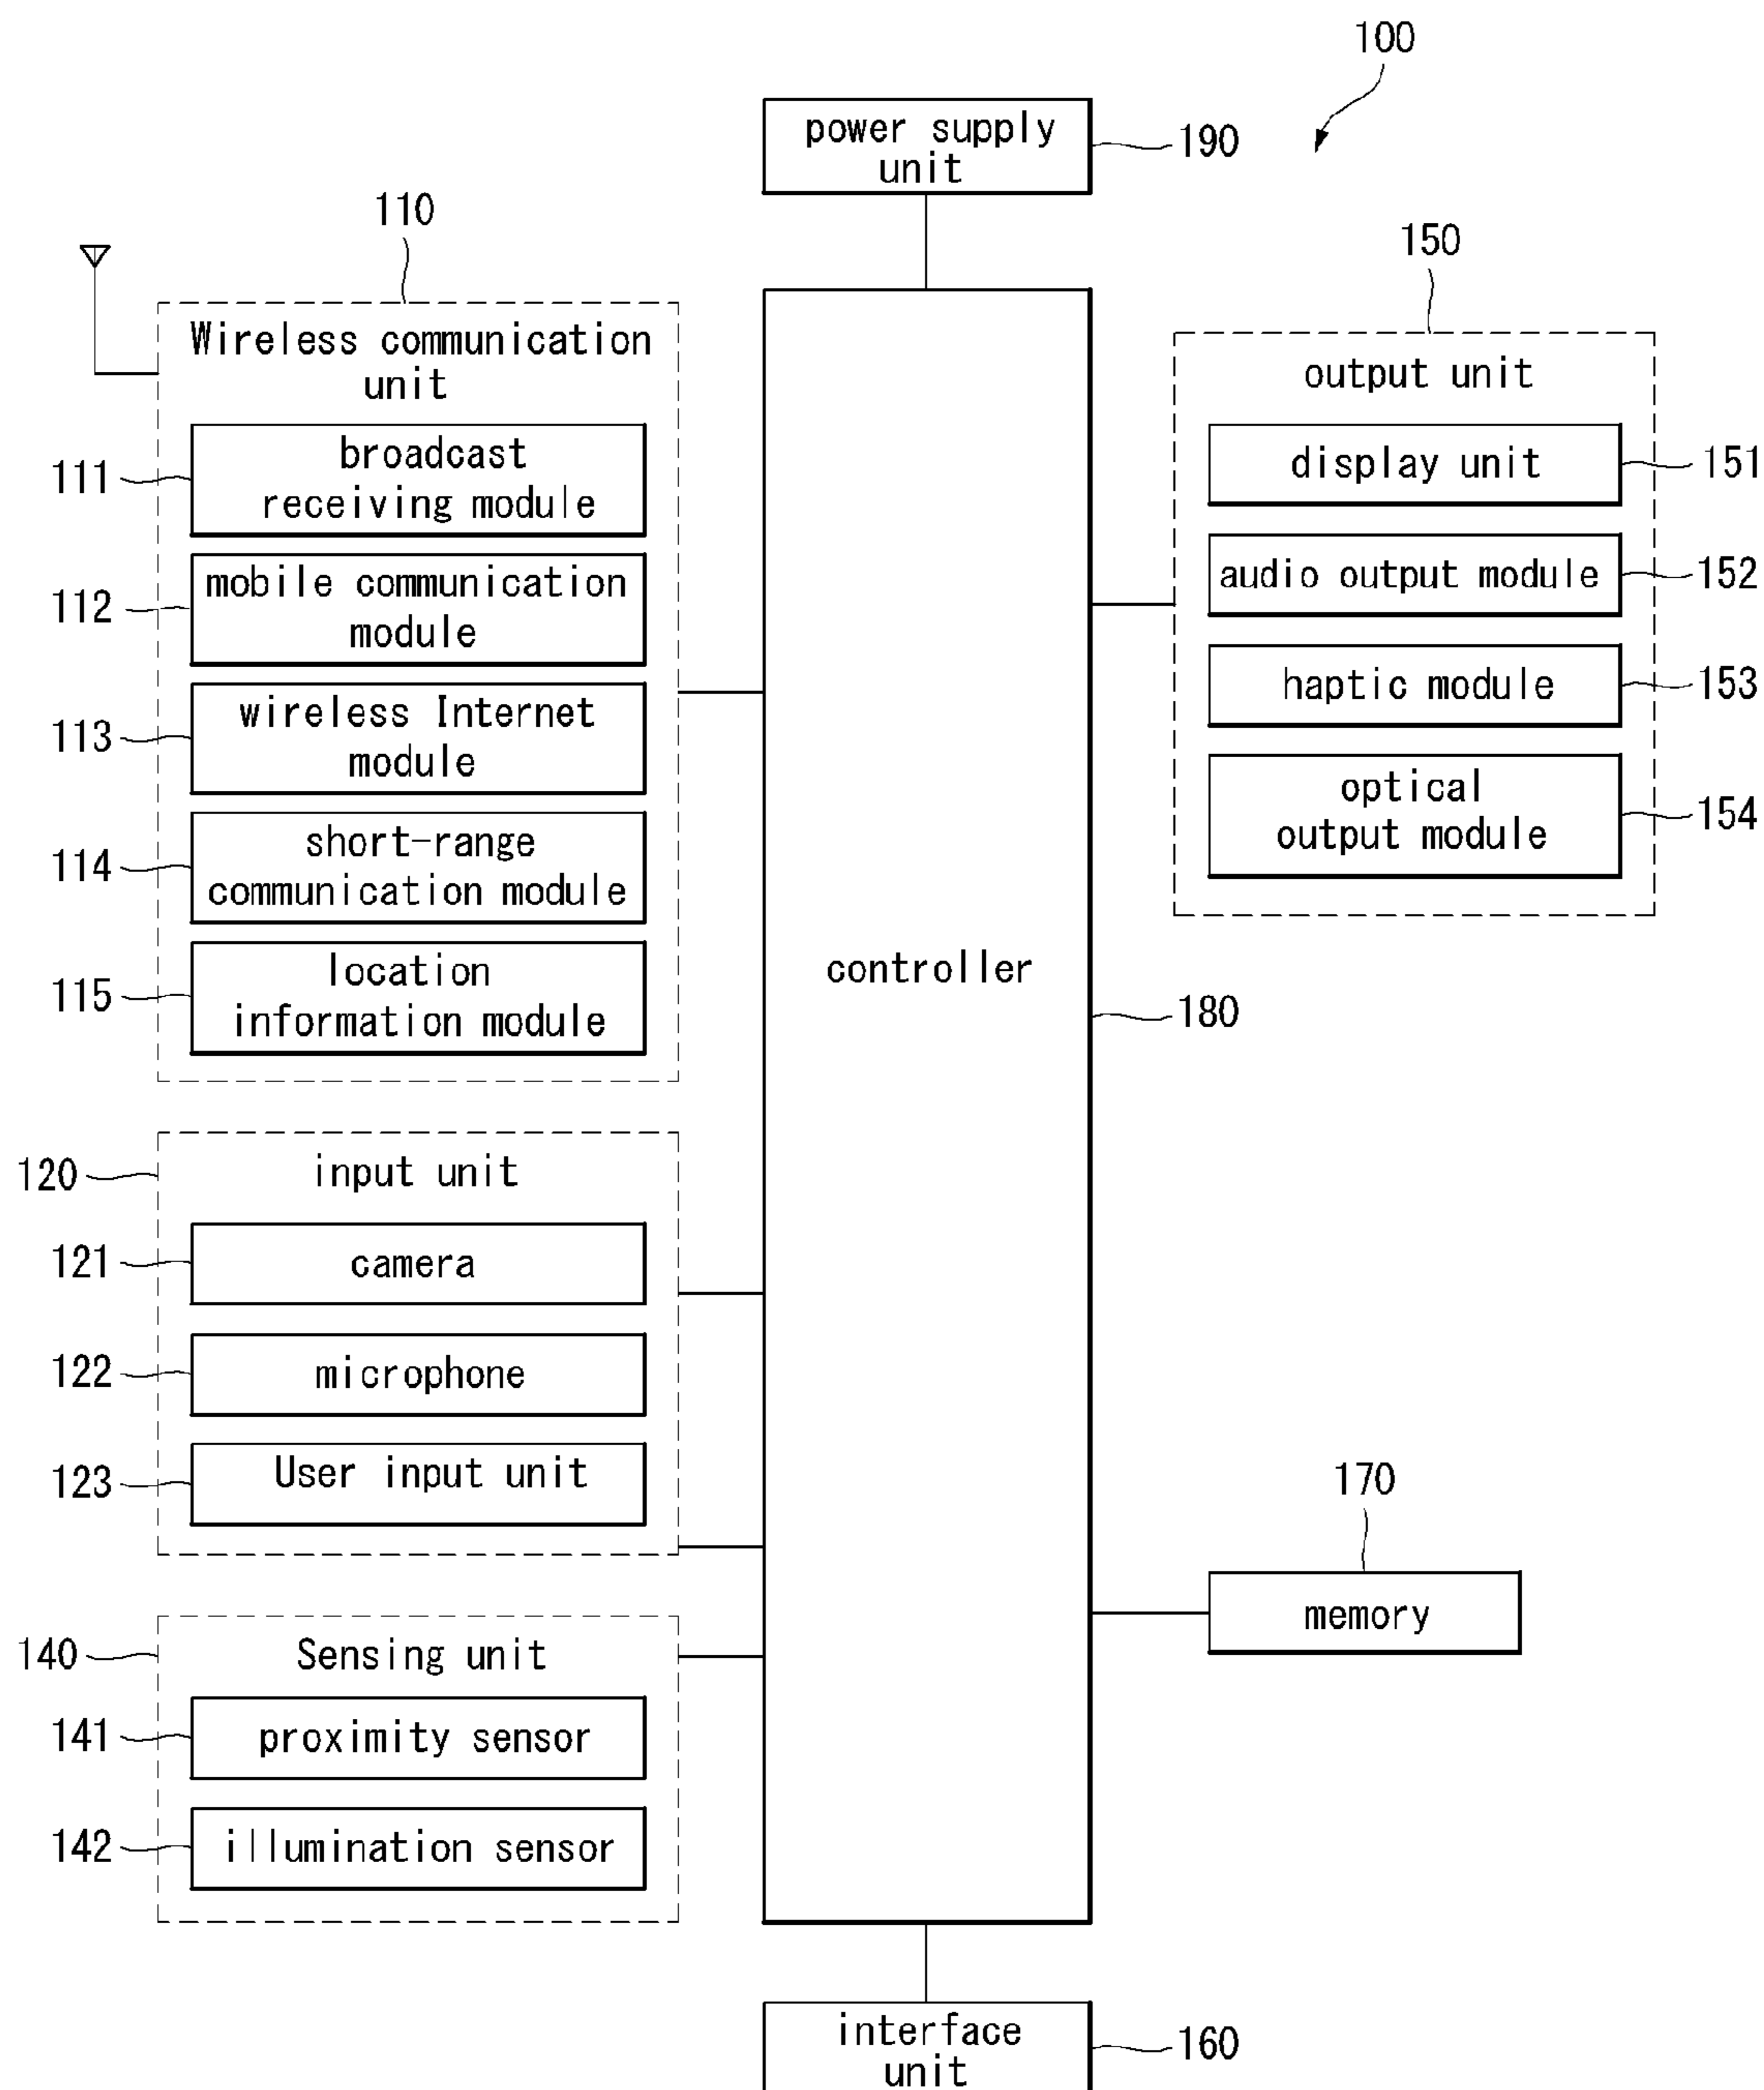 100
power supply
unit
190
110
150
Wireless communication
unit
output unit
111
broadcast
receiving module
display unit
151
112
mobile communication
module
audio output module
152
113
wireless Internet
module
haptic module
153
114
short-range
communication module
optical
output module
154
115
location
information module
controller
180
120
input unit
121
camera
122
microphone
123
User input unit
170
memory
140
Sensing unit
141
proximity sensor
142
illumination sensor
interface
unit
160